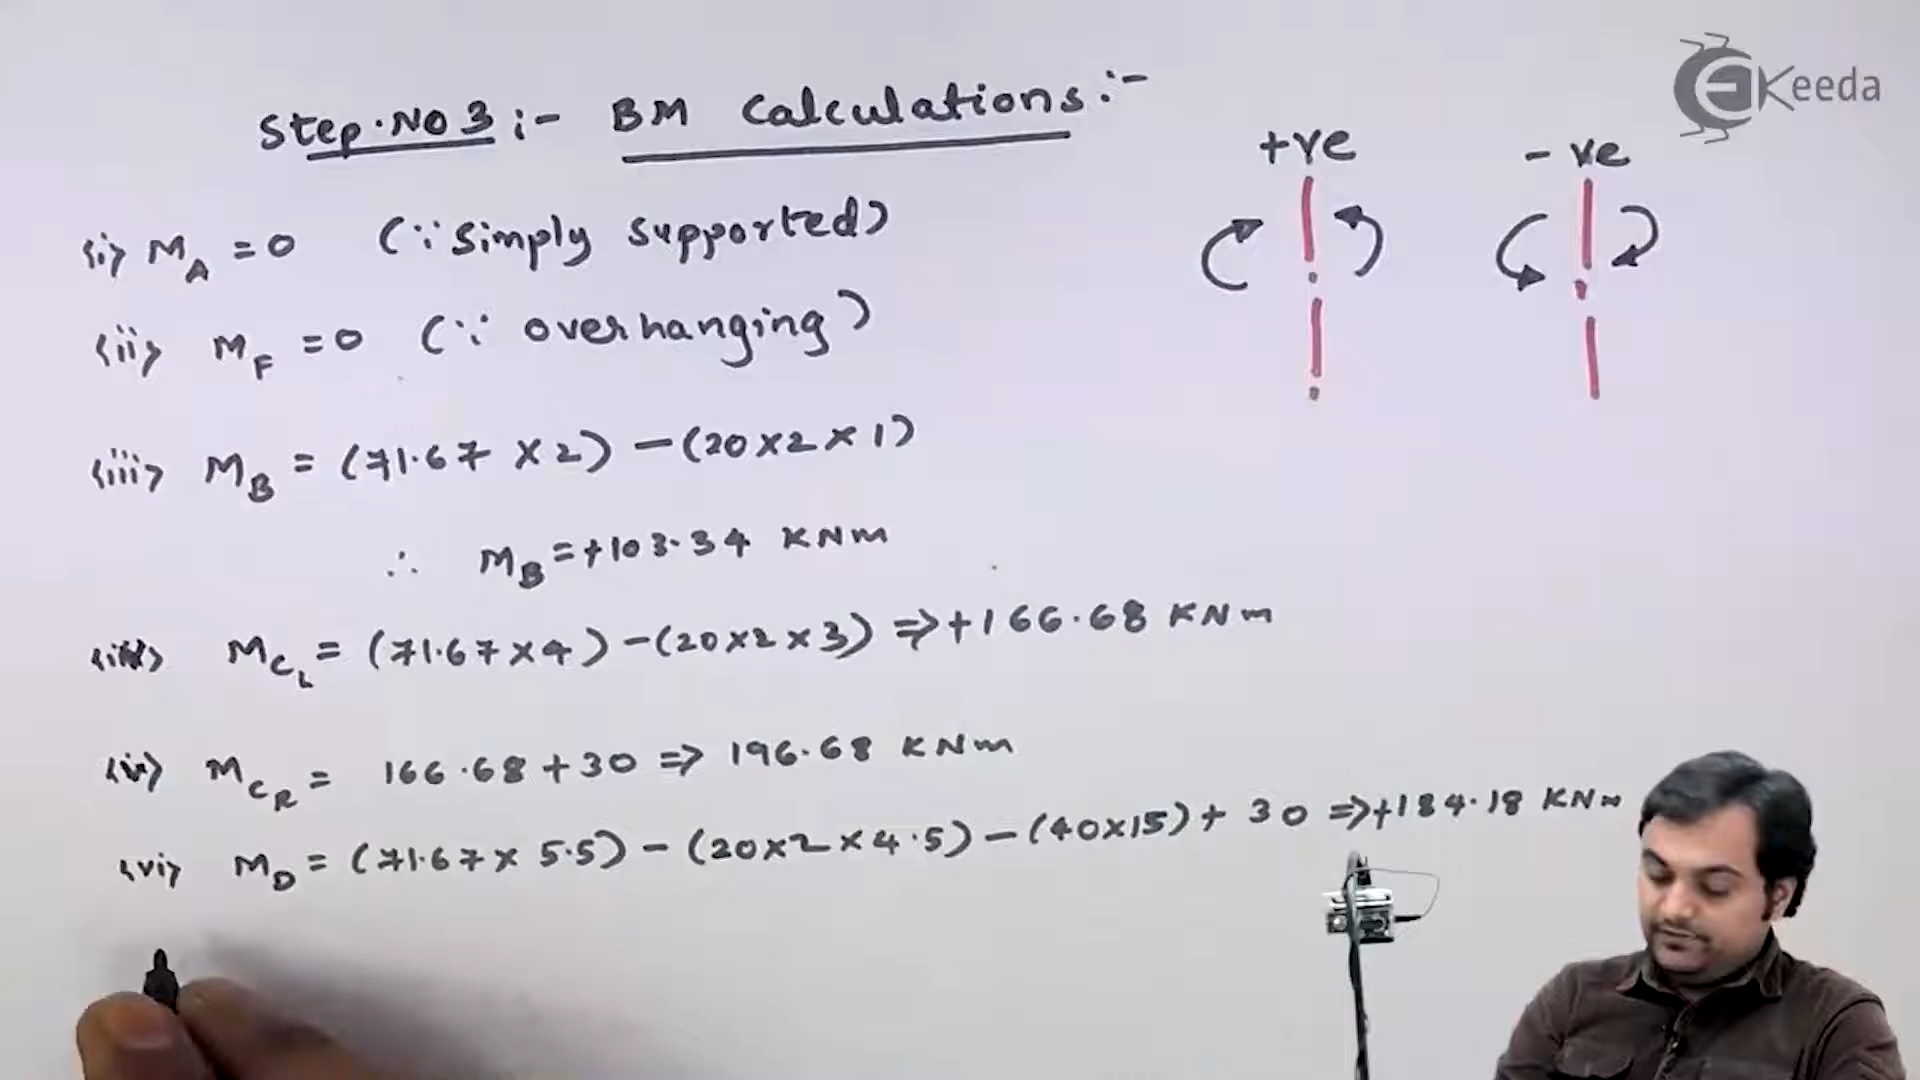 EKeeda
Step.No 3 :- BM Calculations :-
+ve - ve
(i) MA = 0 (∵ Simply supported)
(ii) MF = 0 (∵ overhanging)
(iii) MB = (71.67 × 2) - (20×2×1)
∴ MB = +103.34 KNm
(iv) MCL = (71.67×4) - (20×2×3) ⇒ +166.68 KNm
(v) MCR = 166.68 + 30 ⇒ 196.68 KNm
(vi) MD = (71.67× 5.5) - (20×2×4.5) - (40×15) + 30 ⇒ +184.18 KNm